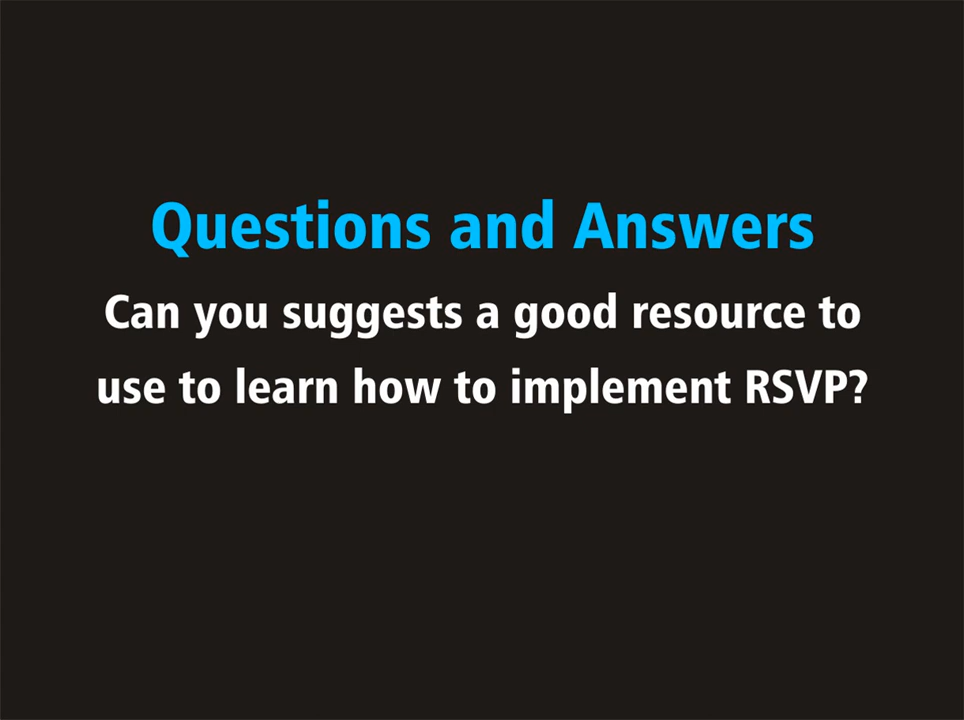 Questions and Answers
Can you suggests a good resource to
use to learn how to implement RSVP?